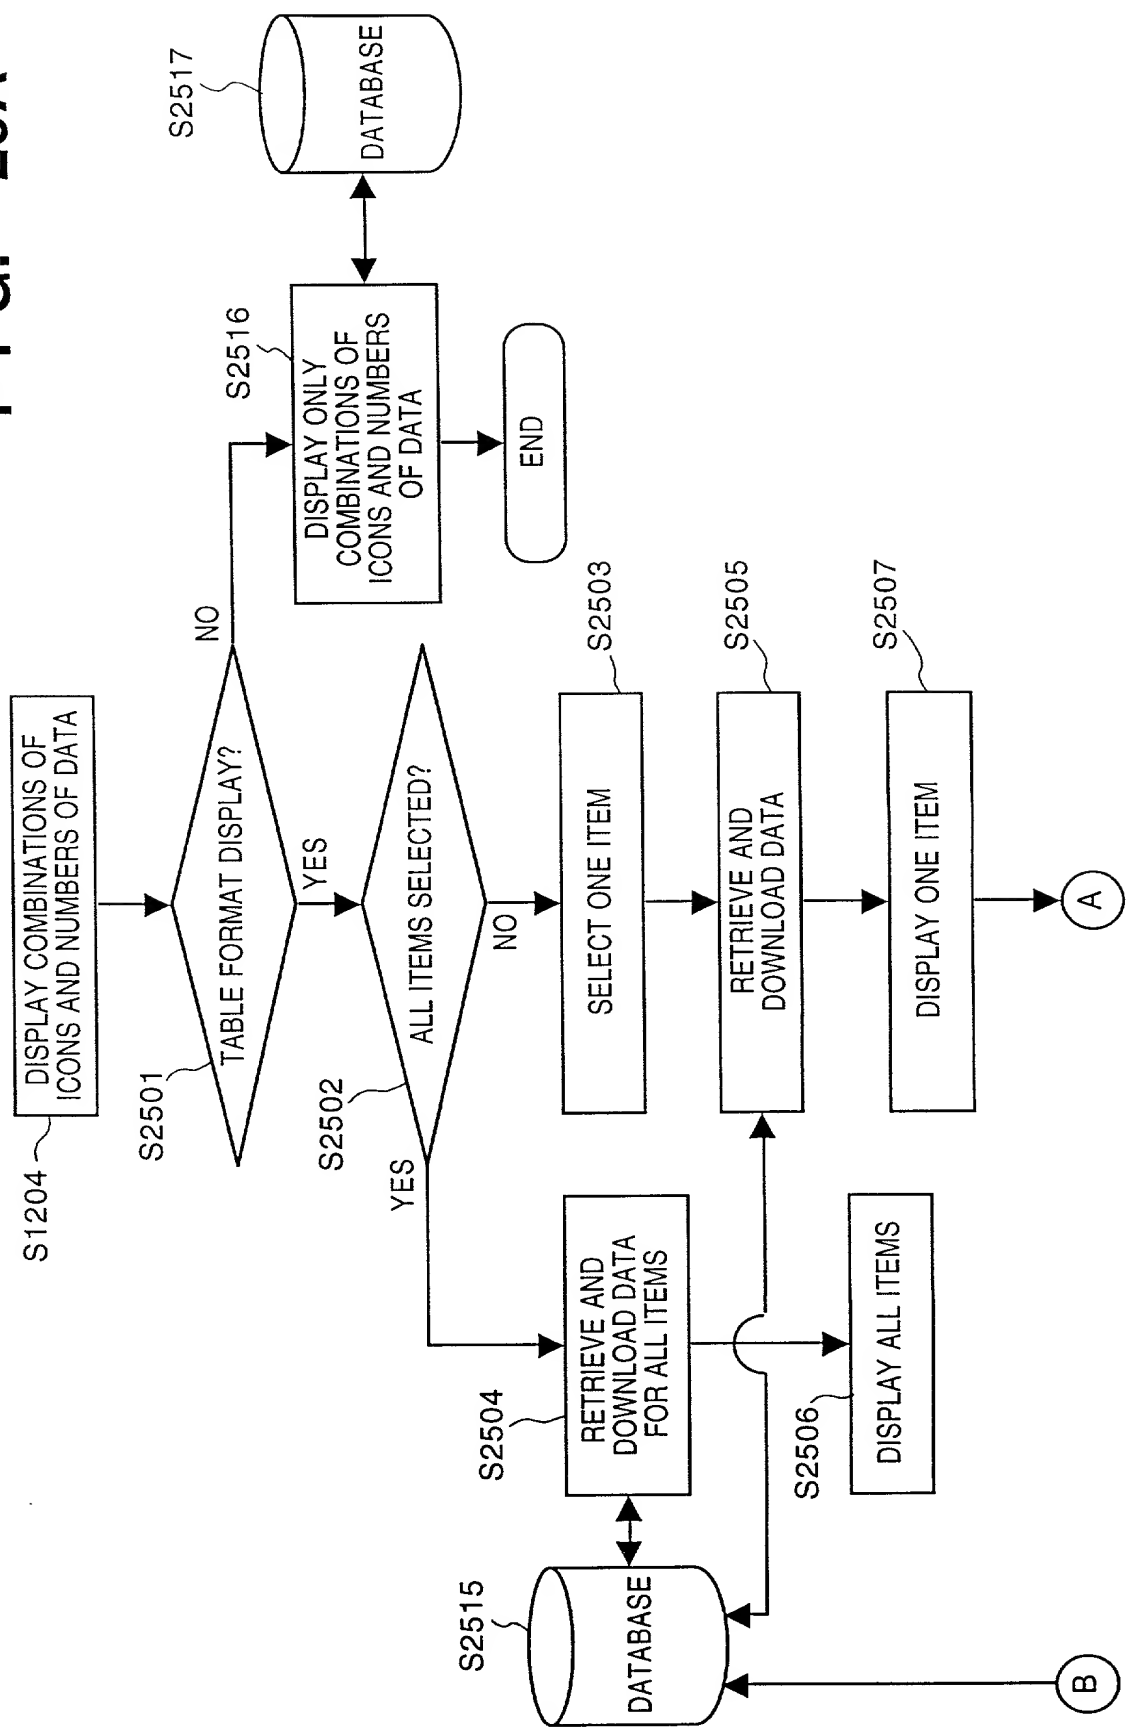 S1204
DISPLAY COMBINATIONS OF
ICONS AND NUMBERS OF DATA
S2501
TABLE FORMAT DISPLAY?
NO
YES
S2516
DISPLAY ONLY
COMBINATIONS OF
ICONS AND NUMBERS
OF DATA
S2517
DATABASE
END
S2502
ALL ITEMS SELECTED?
YES
NO
S2503
SELECT ONE ITEM
S2504
RETRIEVE AND
DOWNLOAD DATA
FOR ALL ITEMS
S2515
DATABASE
S2505
RETRIEVE AND
DOWNLOAD DATA
S2506
DISPLAY ALL ITEMS
S2507
DISPLAY ONE ITEM
A
B